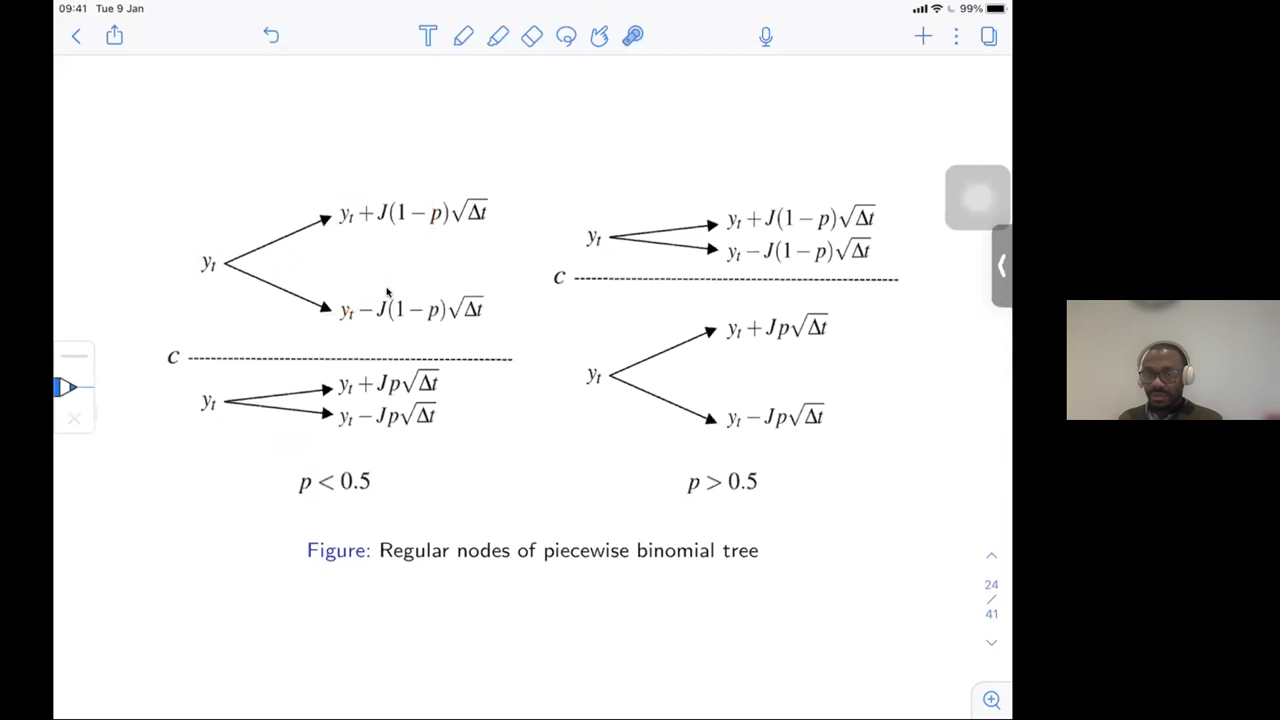 09:41 Tue 9 Jan 99%
T
y_t + J(1 − p)√Δt
y_t
y_t − J(1 − p)√Δt
c
y_t + Jp√Δt
y_t
y_t − Jp√Δt
p < 0.5
y_t + J(1 − p)√Δt
y_t
y_t − J(1 − p)√Δt
c
y_t + Jp√Δt
y_t
y_t − Jp√Δt
p > 0.5
Figure: Regular nodes of piecewise binomial tree
24
/
41